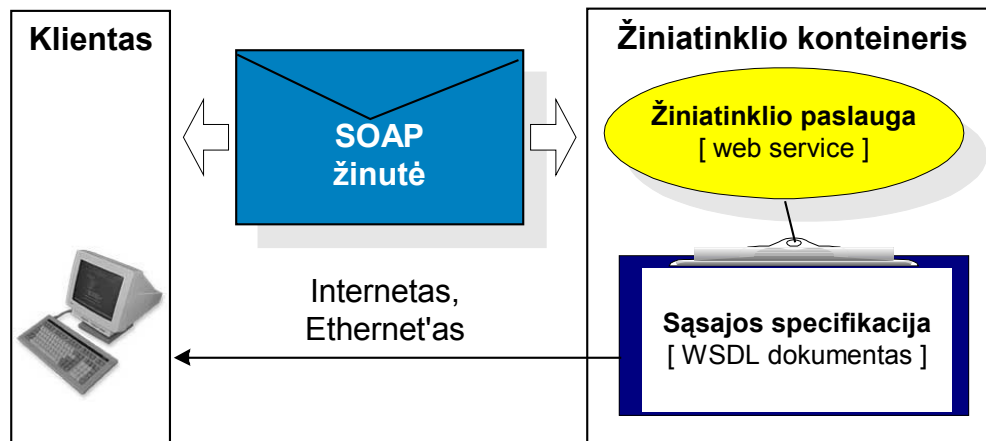 Klientas
SOAP
žinutė
Internetas,
Ethernet'as
Žiniatinklio konteineris
Žiniatinklio paslauga
[ web service ]
Sąsajos specifikacija
[ WSDL dokumentas ]